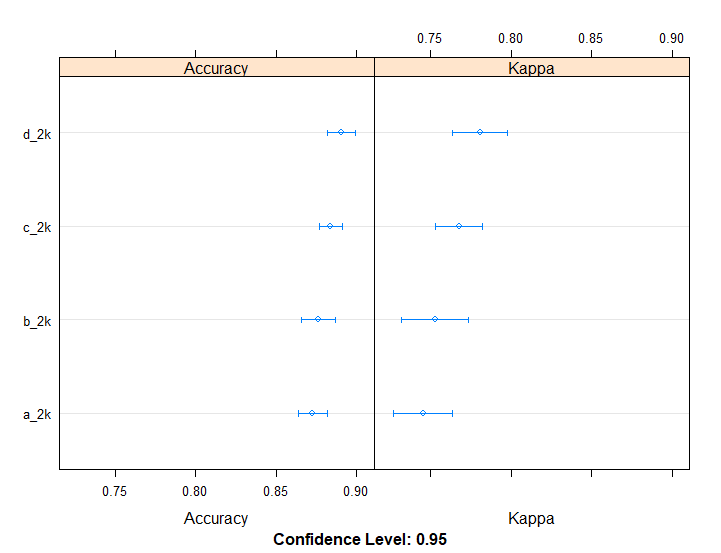 0.75 0.80 0.85 0.90
Accuracy Kappa
d_2k
c_2k
b_2k
a_2k
0.75 0.80 0.85 0.90
Accuracy Kappa
Confidence Level: 0.95